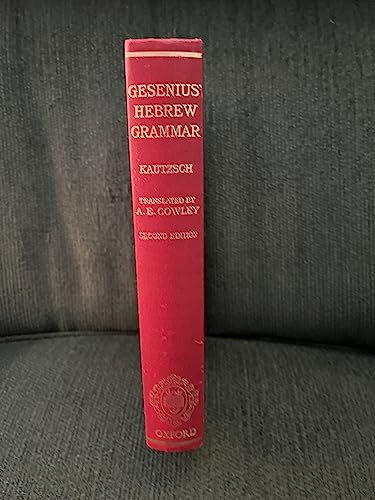 GESENIUS'
HEBREW
GRAMMAR
KAUTZSCH
TRANSLATED BY
A. E. COWLEY
SECOND EDITION
OXFORD